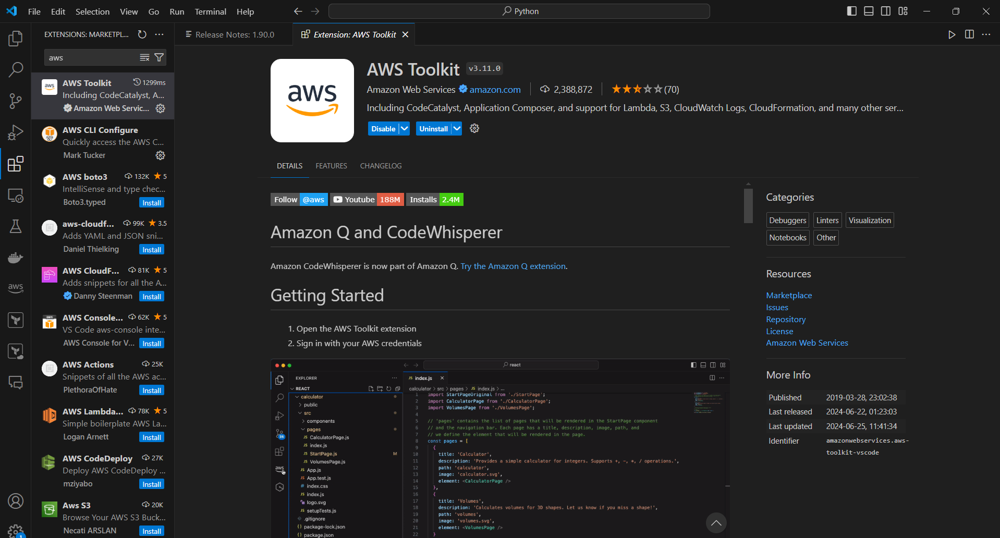 File Edit Selection View Go Run Terminal Help
Python
EXTENSIONS: MARKETPL...
aws
AWS Toolkit 1299ms
Including CodeCatalyst, A...
Amazon Web Servic...
AWS CLI Configure
Quickly access the AWS C...
Mark Tucker
AWS boto3 132K 5
IntelliSense and type chec...
Boto3.typed Install
aws-cloudf... 99K 3.5
Adds YAML and JSON sni...
Daniel Thielking Install
AWS CloudF... 81K 5
Adds snippets for all the A...
Danny Steenman Install
AWS Console... 62K 5
VS Code aws-console inte...
AWS Console for V... Install
AWS Actions 25K
Snippets of all the AWS ac...
PlethoraOfHate Install
AWS Lambda... 78K 5
Simple boilerplate AWS La...
Logan Arnett Install
AWS CodeDeploy 27K
Deploy AWS CodeDeploy ...
mziyabo Install
Aws S3 20K
Browse Your AWS S3 Buck...
Necati ARSLAN Install
aws
1
Release Notes: 1.90.0
Extension: AWS Toolkit
aws
AWS Toolkit v3.11.0
Amazon Web Services amazon.com 2,388,872 (70)
Including CodeCatalyst, Application Composer, and support for Lambda, S3, CloudWatch Logs, CloudFormation, and many other ser...
Disable Uninstall
DETAILS FEATURES CHANGELOG
Follow @aws Youtube 188M Installs 2.4M
Amazon Q and CodeWhisperer
Amazon CodeWhisperer is now part of Amazon Q. Try the Amazon Q extension.
Getting Started
1. Open the AWS Toolkit extension
2. Sign in with your AWS credentials
react
EXPLORER
REACT
calculator
public
src
components
pages
JS CalculatorPage.js
JS index.js
JS StartPage.js M
JS VolumesPage.js
JS App.js
JS App.test.js
# index.css
JS index.js
logo.svg
JS setupTests.js
.gitignore
{} package-lock.json
{} package.json
35
aws
JS index.js
calculator > src > pages > JS index.js > ...
1 import StartPageOriginal from './StartPage';
2 import CalculatorPage from './CalculatorPage';
3 import VolumesPage from './VolumesPage';
4
5 // 'pages' contains the list of pages that will be rendered in the StartPage component
6 // and the navigation bar. Each page has a title, description, image, path, and
7 // we define the element that will be rendered in the page.
8 const pages = [
9 {
10 title: 'Calculator',
11 description: 'Provides a simple calculator for integers. Supports +, -, *, / operations.',
12 path: 'calculator',
13 image: 'calculator.svg',
14 element: <CalculatorPage />
15 },
16 {
17 title: 'Volumes',
18 description: 'Calculates volumes for 3D shapes. Let us know if you miss a shape!',
19 path: 'volumes',
20 image: 'volumes.svg',
21 element: <VolumesPage />
22 }
Categories
Debuggers Linters Visualization
Notebooks Other
Resources
Marketplace
Issues
Repository
License
Amazon Web Services
More Info
Published 2019-03-28, 23:02:38
Last released 2024-06-22, 01:23:03
Last updated 2024-06-25, 11:41:34
Identifier amazonwebservices.aws-
toolkit-vscode